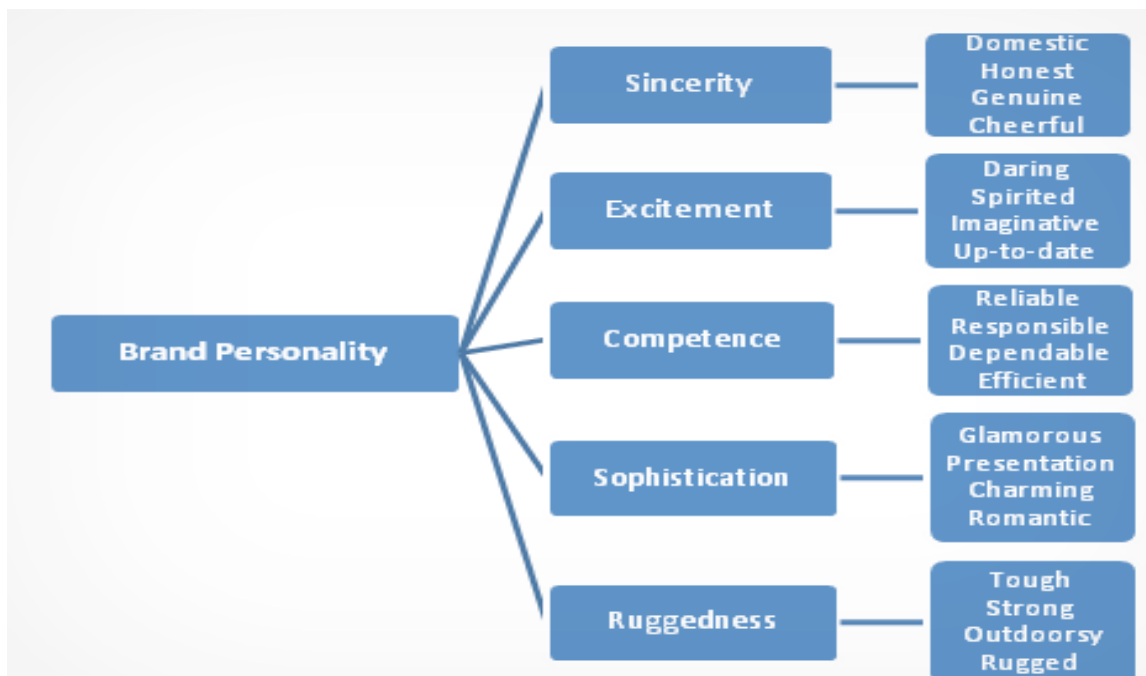 Brand Personality
Sincerity
Domestic
Honest
Genuine
Cheerful
Excitement
Daring
Spirited
Imaginative
Up-to-date
Competence
Reliable
Responsible
Dependable
Efficient
Sophistication
Glamorous
Presentation
Charming
Romantic
Ruggedness
Tough
Strong
Outdoorsy
Rugged